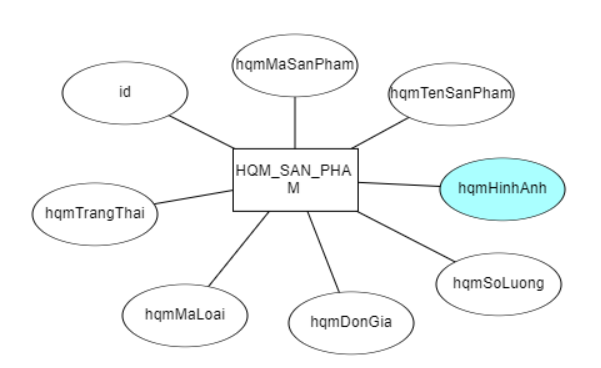 hqmMaSanPham
id
hqmTenSanPham
HQM_SAN_PHA
M
hqmHinhAnh
hqmTrangThai
hqmSoLuong
hqmMaLoai
hqmDonGia